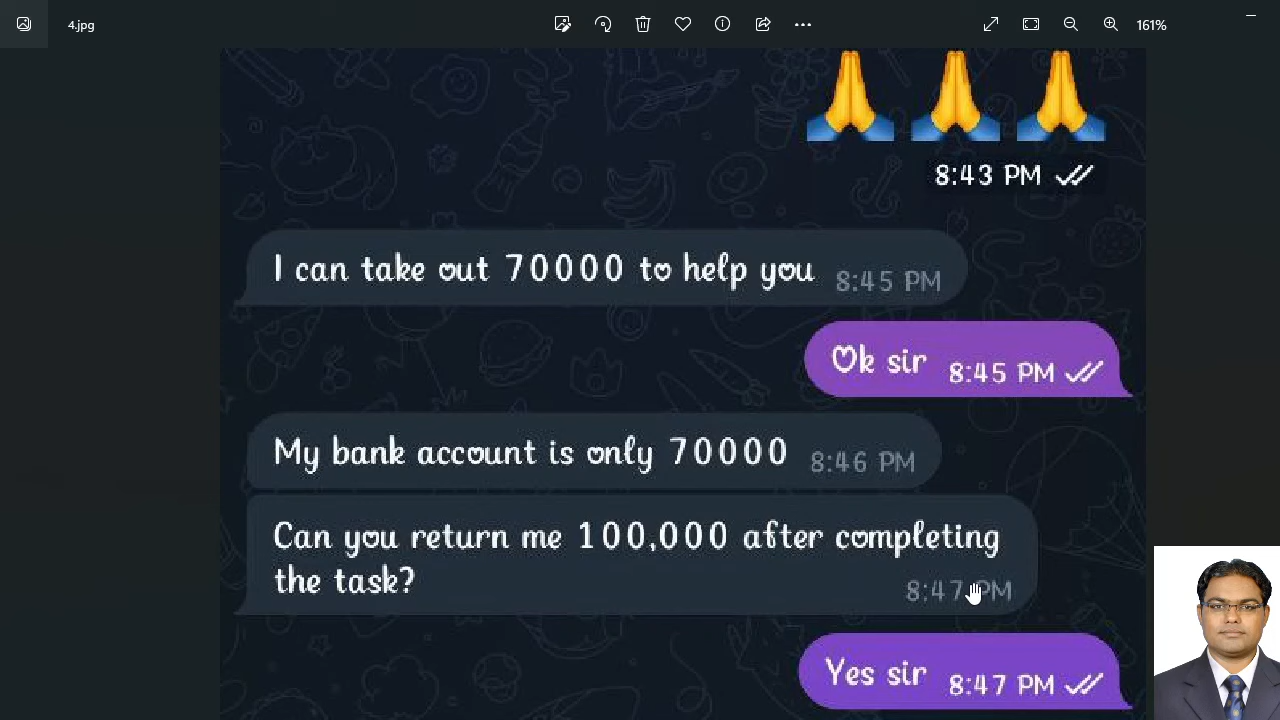 4.jpg
161%
🙏 🙏 🙏
8:43 PM
I can take out 70000 to help you 8:45 PM
Ok sir 8:45 PM
My bank account is only 70000 8:46 PM
Can you return me 100,000 after completing
the task? 8:47 PM
Yes sir 8:47 PM